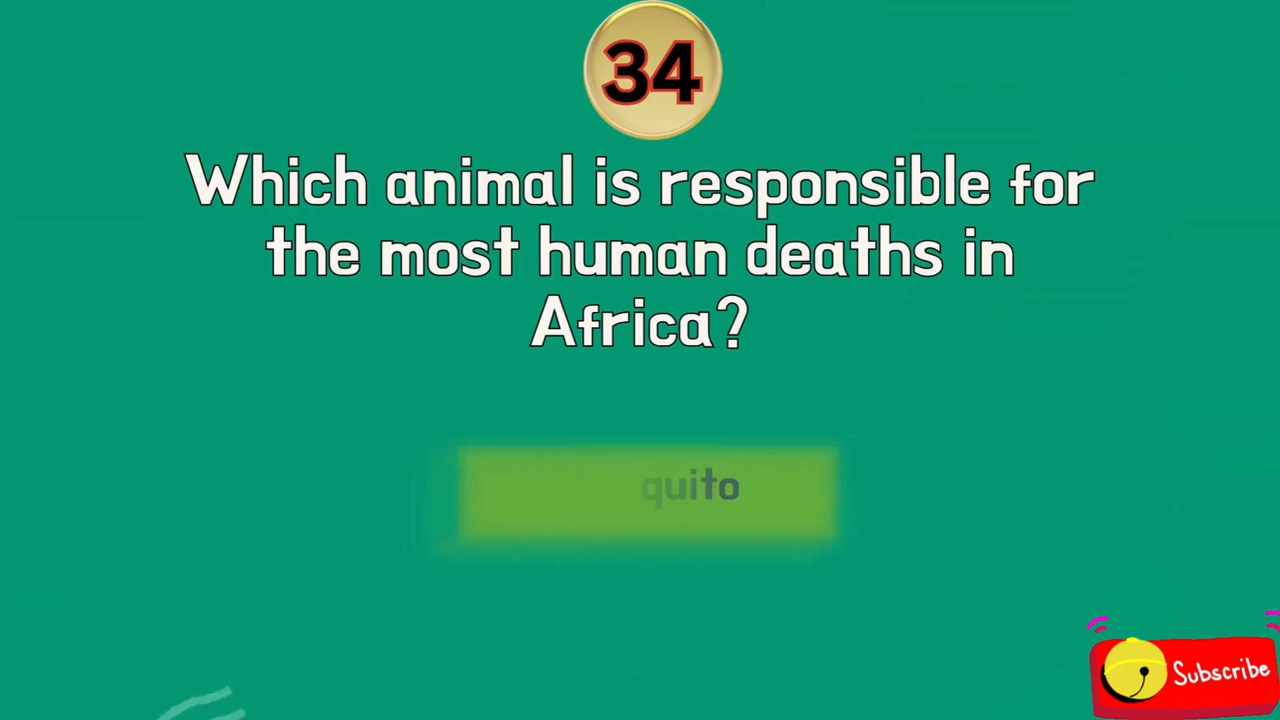 34
Which animal is responsible for
the most human deaths in
Africa?
quito
Subscribe